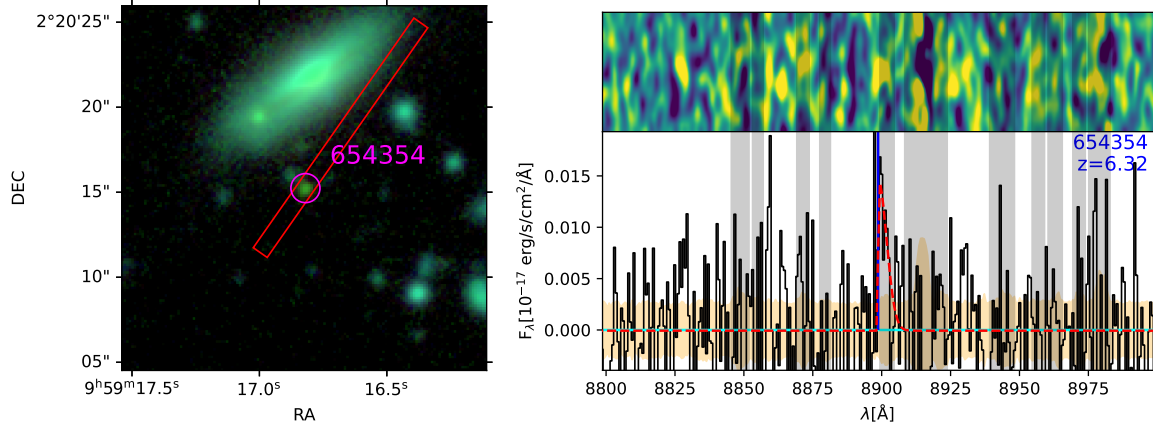 2°20'25"
20"
15"
10"
05"
DEC
654354
9ʰ59ᵐ17.5ˢ
17.0ˢ
16.5ˢ
RA
654354
z=6.32
0.015
0.010
0.005
0.000
Fλ[10⁻¹⁷ erg/s/cm²/Å]
8800
8825
8850
8875
8900
8925
8950
8975
λ[Å]